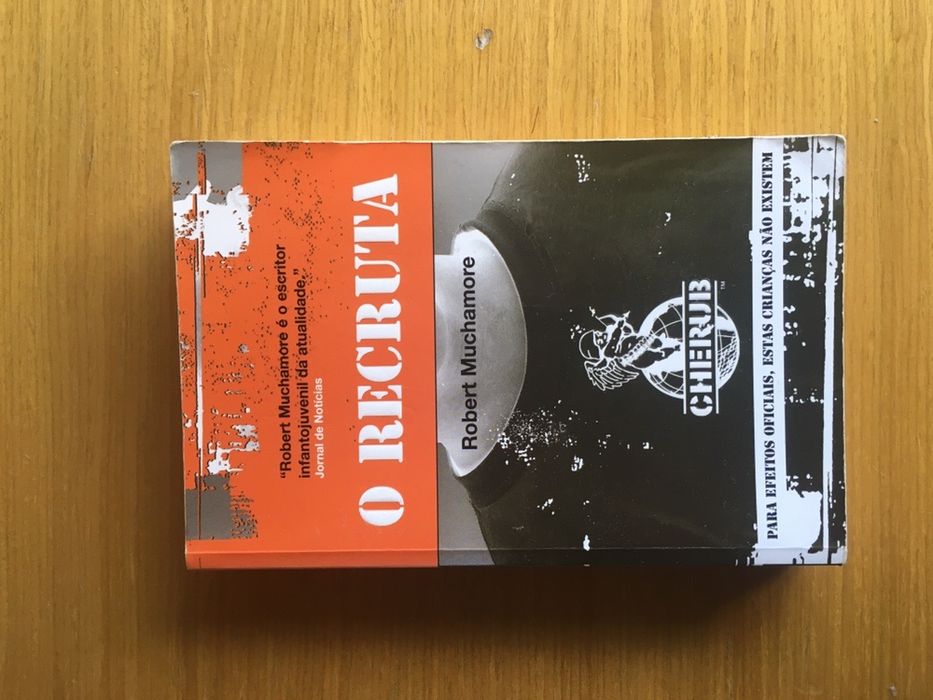 “Robert Muchamore é o escritor
infantojuvenil da atualidade.”
Jornal de Notícias
O RECRUTA
Robert Muchamore
CHERUB™
PARA EFEITOS OFICIAIS, ESTAS CRIANÇAS NÃO EXISTEM